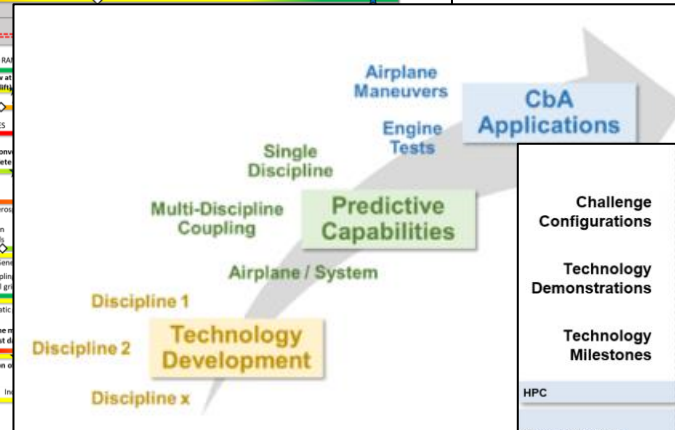 Airplane
Maneuvers
CbA
Applications
Engine
Tests
Single
Discipline
Multi-Discipline
Coupling
Predictive
Capabilities
Airplane / System
Discipline 1
Technology
Development
Discipline 2
Discipline x
Challenge
Configurations
Technology
Demonstrations
Technology
Milestones
HPC